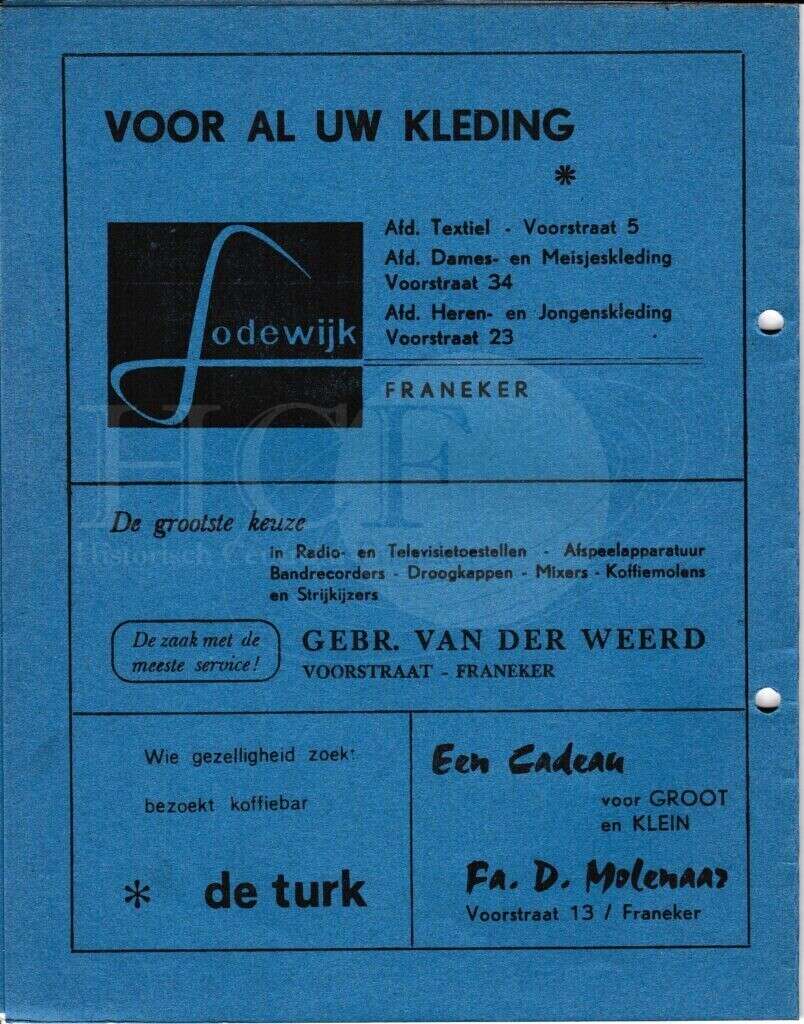 VOOR AL UW KLEDING
*
Lodewijk
Afd. Textiel - Voorstraat 5
Afd. Dames- en Meisjeskleding
Voorstraat 34
Afd. Heren- en Jongenskleding
Voorstraat 23
FRANEKER
HCF
Historisch
De grootste keuze
in Radio- en Televisietoestellen - Afspeelapparatuur
Bandrecorders - Droogkappen - Mixers - Koffiemolens
en Strijkijzers
De zaak met de
meeste service!
GEBR. VAN DER WEERD
VOORSTRAAT - FRANEKER
Wie gezelligheid zoekt
bezoekt koffiebar
* de turk
Een Cadeau
voor GROOT
en KLEIN
Fa. D. Molenaar
Voorstraat 13 / Franeker